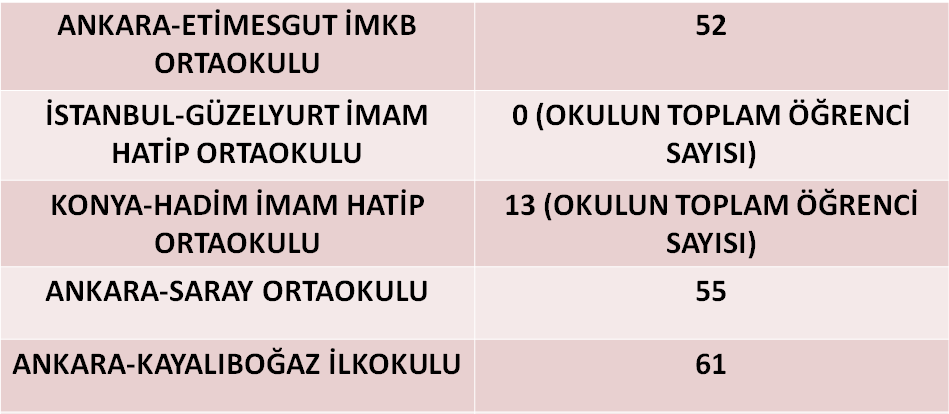 ANKARA-ETİMESGUT İMKB
ORTAOKULU
52
İSTANBUL-GÜZELYURT İMAM
HATİP ORTAOKULU
0 (OKULUN TOPLAM ÖĞRENCİ
SAYISI)
KONYA-HADİM İMAM HATİP
ORTAOKULU
13 (OKULUN TOPLAM ÖĞRENCİ
SAYISI)
ANKARA-SARAY ORTAOKULU
55
ANKARA-KAYALIBOĞAZ İLKOKULU
61